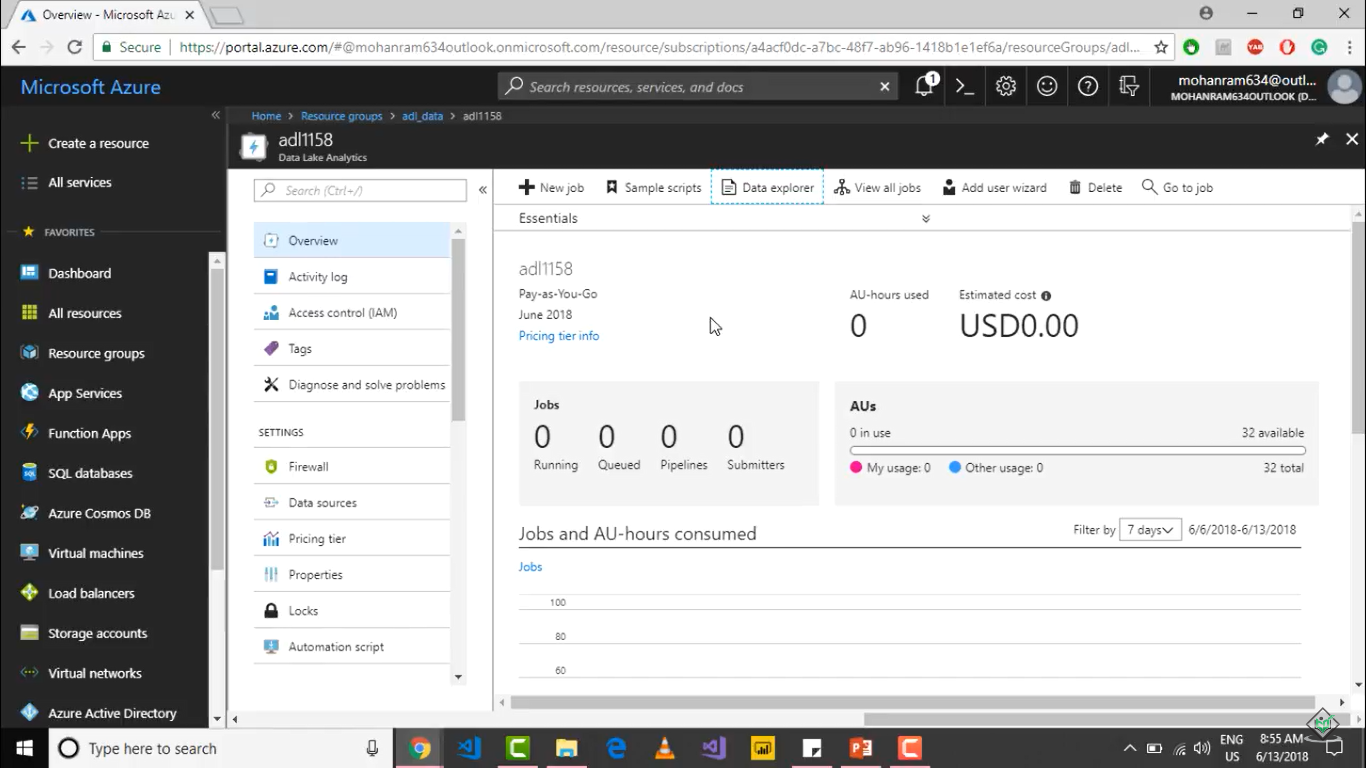 Overview - Microsoft Azu
Secure https://portal.azure.com/#@mohanram634outlook.onmicrosoft.com/resource/subscriptions/a4acf0dc-a7bc-48f7-ab96-1418b1e1ef6a/resourceGroups/adl...
Microsoft Azure
Search resources, services, and docs
1
mohanram634@outl...
MOHANRAM634OUTLOOK (D...
Home > Resource groups > adl_data > adl1158
adl1158
Data Lake Analytics
Create a resource
All services
FAVORITES
Dashboard
All resources
Resource groups
App Services
Function Apps
SQL databases
Azure Cosmos DB
Virtual machines
Load balancers
Storage accounts
Virtual networks
Azure Active Directory
Search (Ctrl+/)
Overview
Activity log
Access control (IAM)
Tags
Diagnose and solve problems
SETTINGS
Firewall
Data sources
Pricing tier
Properties
Locks
Automation script
New job Sample scripts Data explorer View all jobs Add user wizard Delete Go to job
Essentials
adl1158
Pay-as-You-Go
June 2018
Pricing tier info
AU-hours used
0
Estimated cost
USD0.00
Jobs
0 0 0 0
Running Queued Pipelines Submitters
AUs
0 in use 32 available
My usage: 0 Other usage: 0 32 total
Jobs and AU-hours consumed
Filter by 7 days 6/6/2018-6/13/2018
Jobs
100
80
60
Type here to search
ENG
US
8:55 AM
6/13/2018